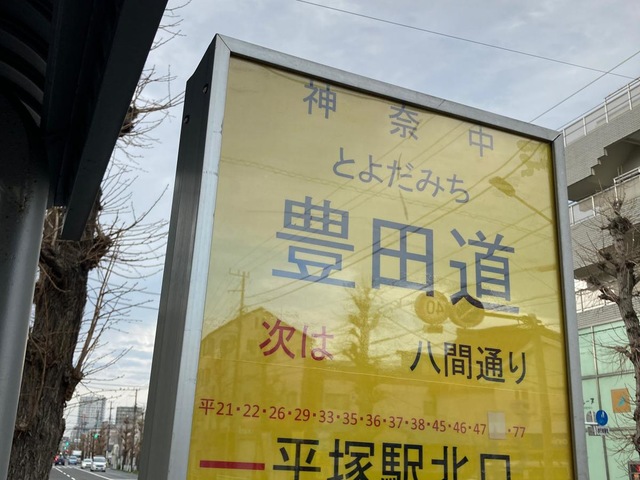 神奈中
とよだみち
豊田道
次は 八間通り
平21・22・26・29・33・35・36・37・38・45・46・47 ・77
平塚駅北口